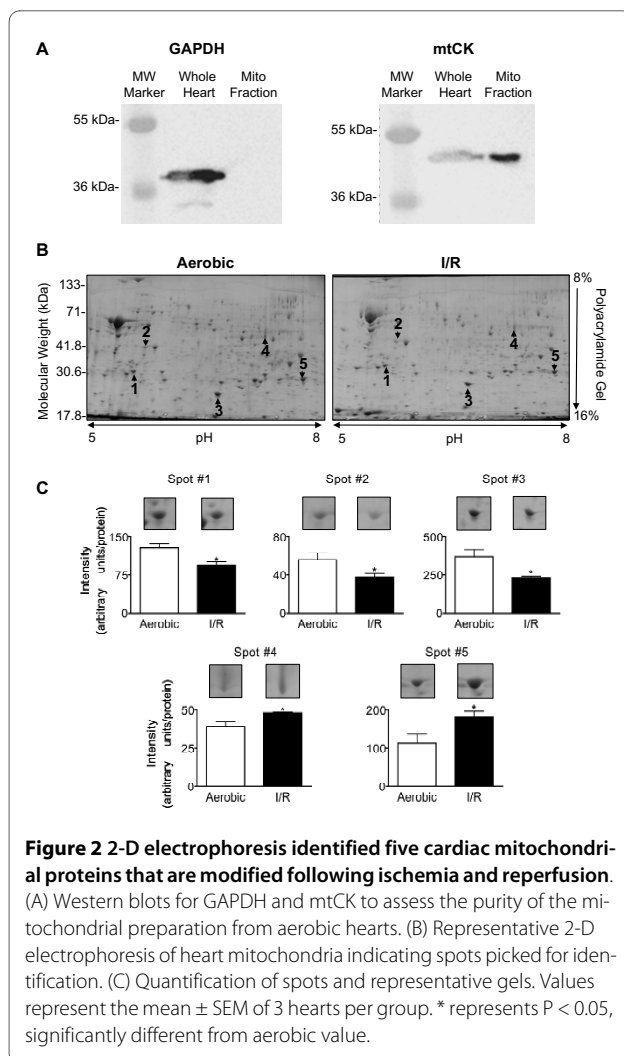 A
GAPDH mtCK
MW Marker Whole Heart Mito Fraction MW Marker Whole Heart Mito Fraction
55 kDa- 55 kDa-
36 kDa- 36 kDa-
B
Aerobic I/R
Molecular Weight (kDa)
133-
71-
41.8-
30.6-
17.8-
2 4 5 1 3
2 4 5 1 3
8%
Polyacrylamide Gel
16%
5 pH 8 5 pH 8
C
Spot #1 Spot #2 Spot #3
Intensity
(arbitrary units/protein)
150 80 500
75 40 250
* * *
0 0 0
Aerobic I/R Aerobic I/R Aerobic I/R
Spot #4 Spot #5
Intensity
(arbitrary units/protein)
50 200
25 100
* *
0 0
Aerobic I/R Aerobic I/R
Figure 2 2-D electrophoresis identified five cardiac mitochondri-
al proteins that are modified following ischemia and reperfusion.
(A) Western blots for GAPDH and mtCK to assess the purity of the mi-
tochondrial preparation from aerobic hearts. (B) Representative 2-D
electrophoresis of heart mitochondria indicating spots picked for iden-
tification. (C) Quantification of spots and representative gels. Values
represent the mean ± SEM of 3 hearts per group. * represents P < 0.05,
significantly different from aerobic value.